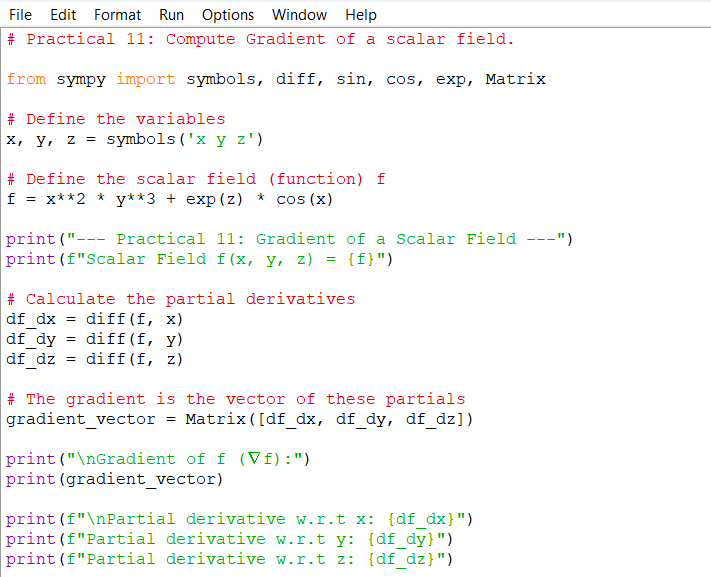 File Edit Format Run Options Window Help
# Practical 11: Compute Gradient of a scalar field.
from sympy import symbols, diff, sin, cos, exp, Matrix
# Define the variables
x, y, z = symbols('x y z')
# Define the scalar field (function) f
f = x**2 * y**3 + exp(z) * cos(x)
print("--- Practical 11: Gradient of a Scalar Field ---")
print(f"Scalar Field f(x, y, z) = {f}")
# Calculate the partial derivatives
df_dx = diff(f, x)
df_dy = diff(f, y)
df_dz = diff(f, z)
# The gradient is the vector of these partials
gradient_vector = Matrix([df_dx, df_dy, df_dz])
print("\nGradient of f (∇f):")
print(gradient_vector)
print(f"\nPartial derivative w.r.t x: {df_dx}")
print(f"Partial derivative w.r.t y: {df_dy}")
print(f"Partial derivative w.r.t z: {df_dz}")